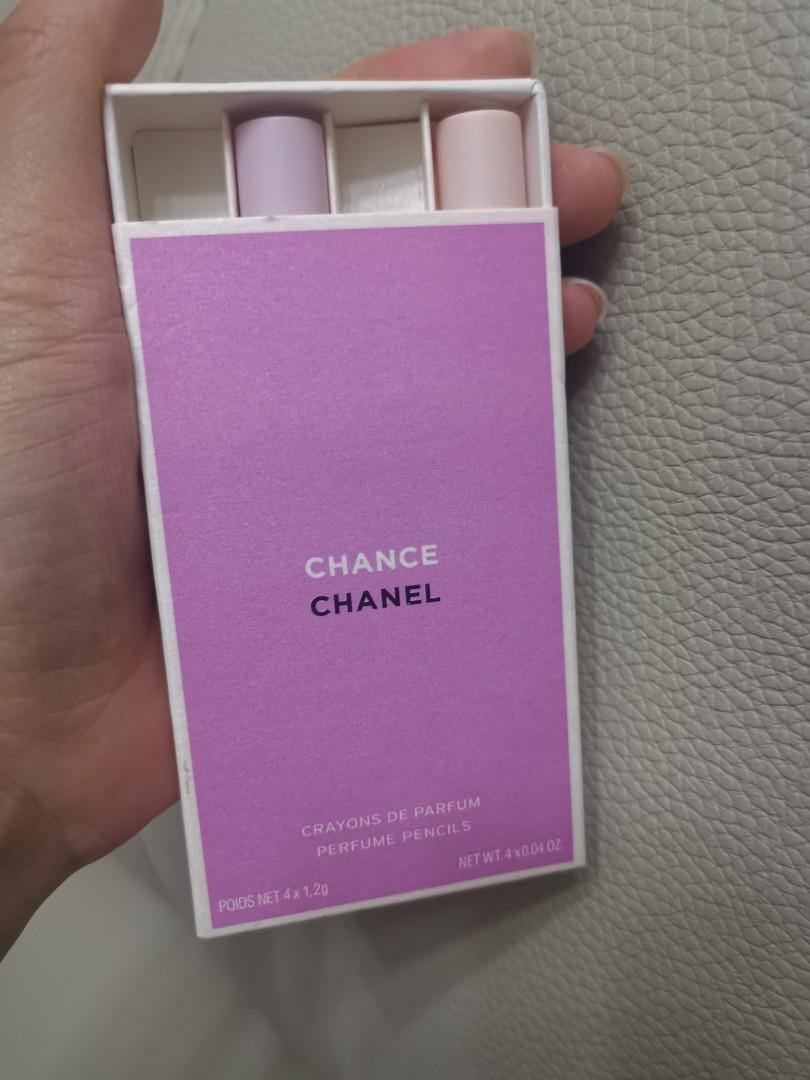 CHANCE
CHANEL
CRAYONS DE PARFUM
PERFUME PENCILS
NET WT. 4 x 0.04 OZ.
POIDS NET 4 x 1,2g